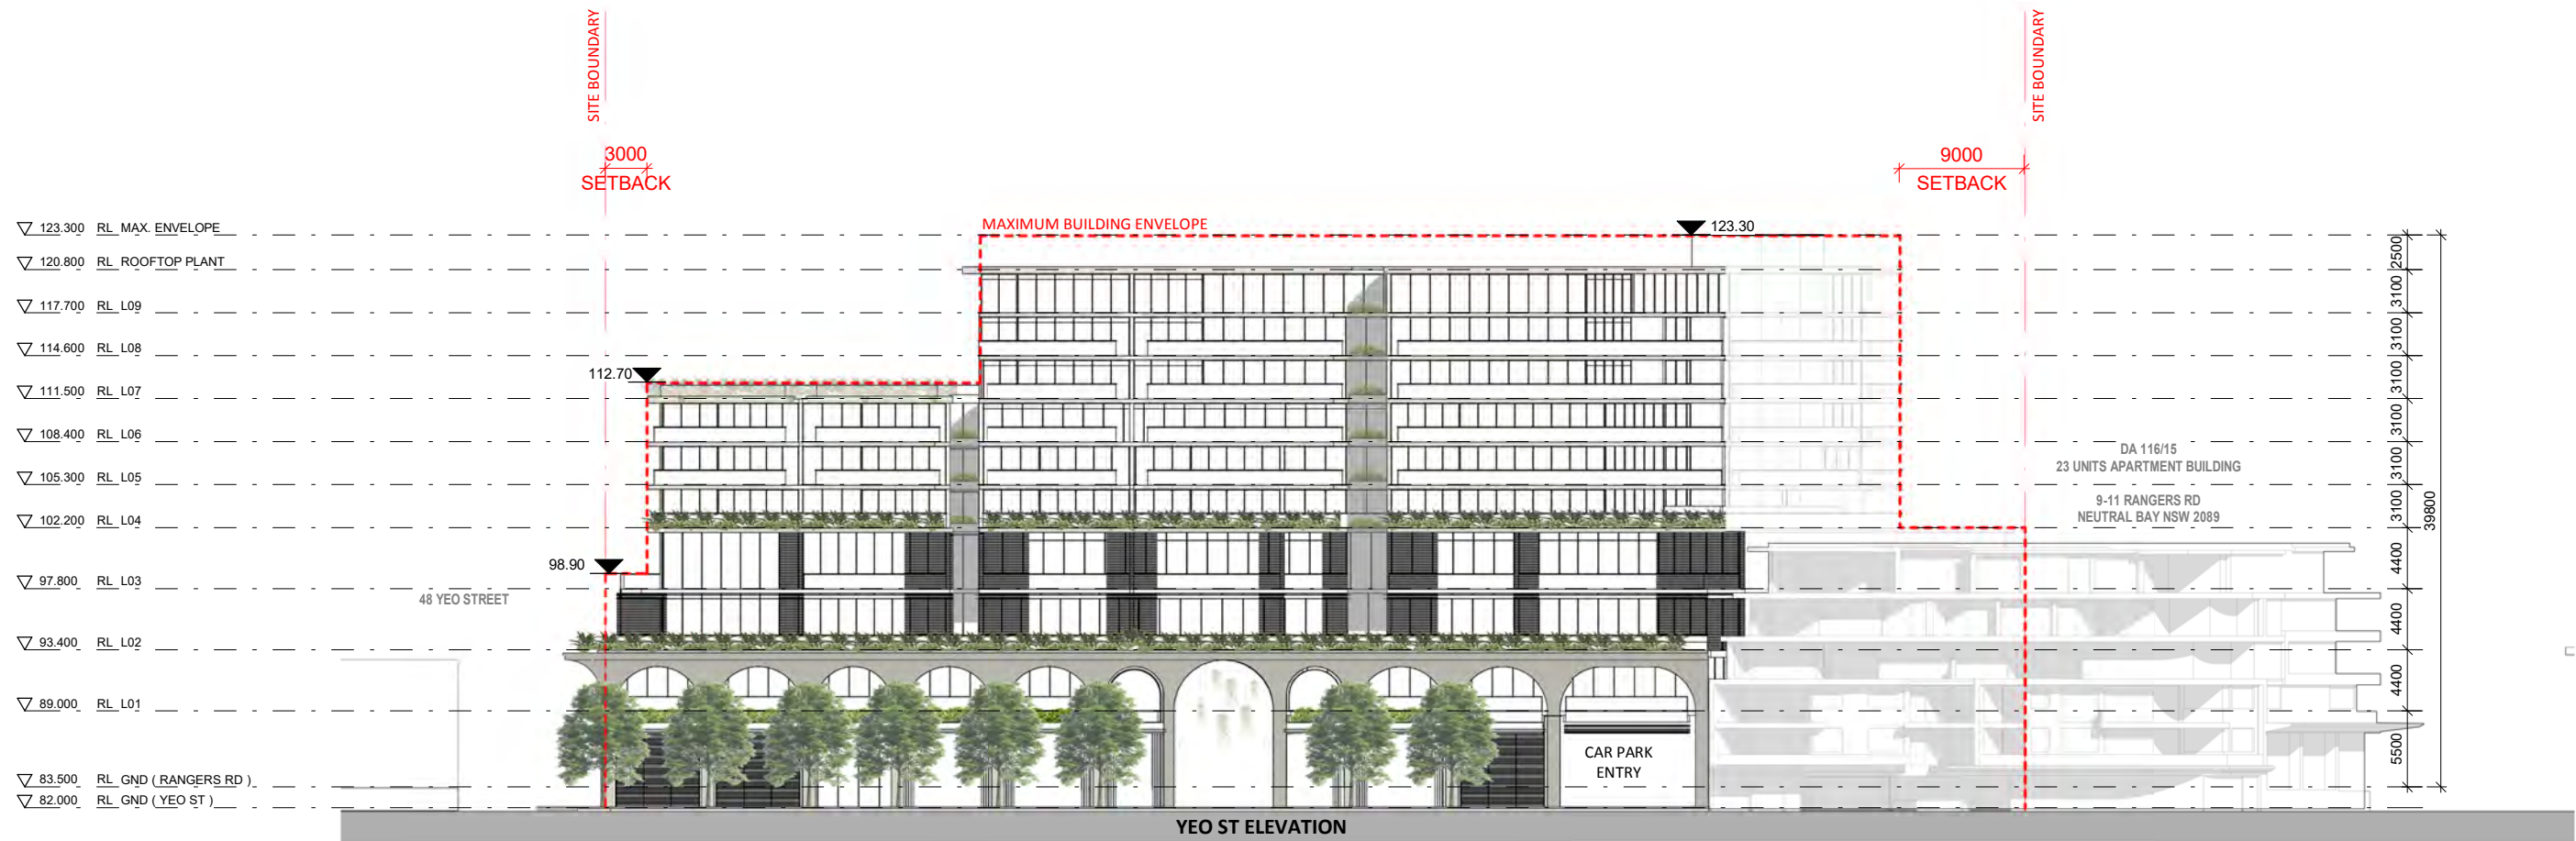 SITE BOUNDARY
SITE BOUNDARY
3000
SETBACK
9000
SETBACK
MAXIMUM BUILDING ENVELOPE
123.30
112.70
98.90
123.300 RL MAX. ENVELOPE
120.800 RL ROOFTOP PLANT
117.700 RL L09
114.600 RL L08
111.500 RL L07
108.400 RL L06
105.300 RL L05
102.200 RL L04
97.800 RL L03
93.400 RL L02
89.000 RL L01
83.500 RL GND ( RANGERS RD )
82.000 RL GND ( YEO ST )
48 YEO STREET
DA 116/15
23 UNITS APARTMENT BUILDING
9-11 RANGERS RD
NEUTRAL BAY NSW 2089
2500
3100
3100
3100
3100
3100
3100
4400
4400
4400
5500
39800
CAR PARK
ENTRY
YEO ST ELEVATION